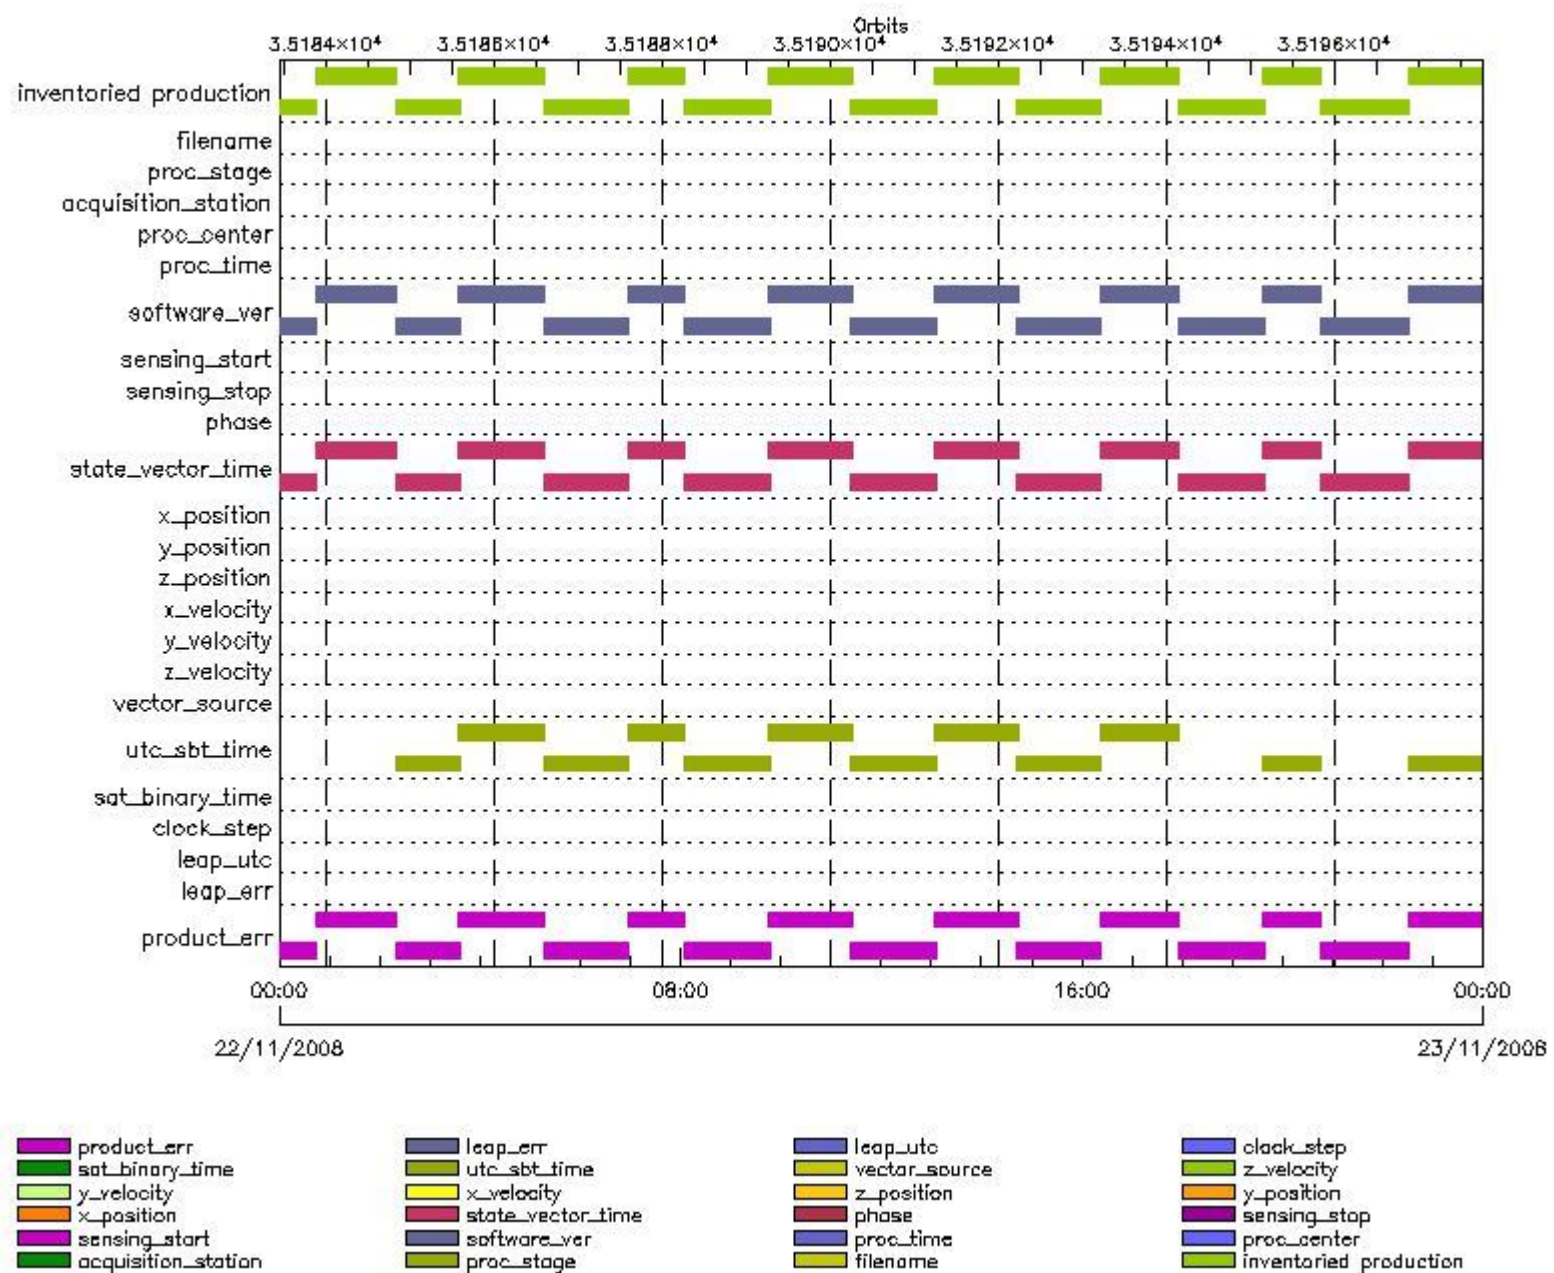 Orbits
3.5184×10⁴ 3.5186×10⁴ 3.5188×10⁴ 3.5190×10⁴ 3.5192×10⁴ 3.5194×10⁴ 3.5196×10⁴
inventoried production
filename
proc_stage
acquisition_station
proc_center
proc_time
software_ver
sensing_start
sensing_stop
phase
state_vector_time
x_position
y_position
z_position
x_velocity
y_velocity
z_velocity
vector_source
utc_sbt_time
sat_binary_time
clock_step
leap_utc
leap_err
product_err
00:00 08:00 16:00 00:00
22/11/2008 23/11/2008
product_err leap_err leap_utc clock_step
sat_binary_time utc_sbt_time vector_source z_velocity
y_velocity x_velocity z_position y_position
x_position state_vector_time phase sensing_stop
sensing_start software_ver proc_time proc_center
acquisition_station proc_stage filename inventoried production